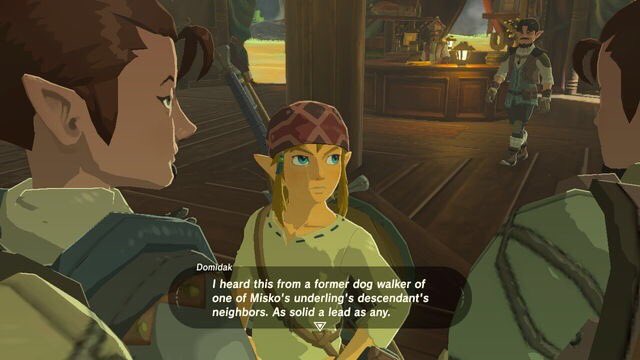 Domidak
I heard this from a former dog walker of
one of Misko's underling's descendant's
neighbors. As solid a lead as any.